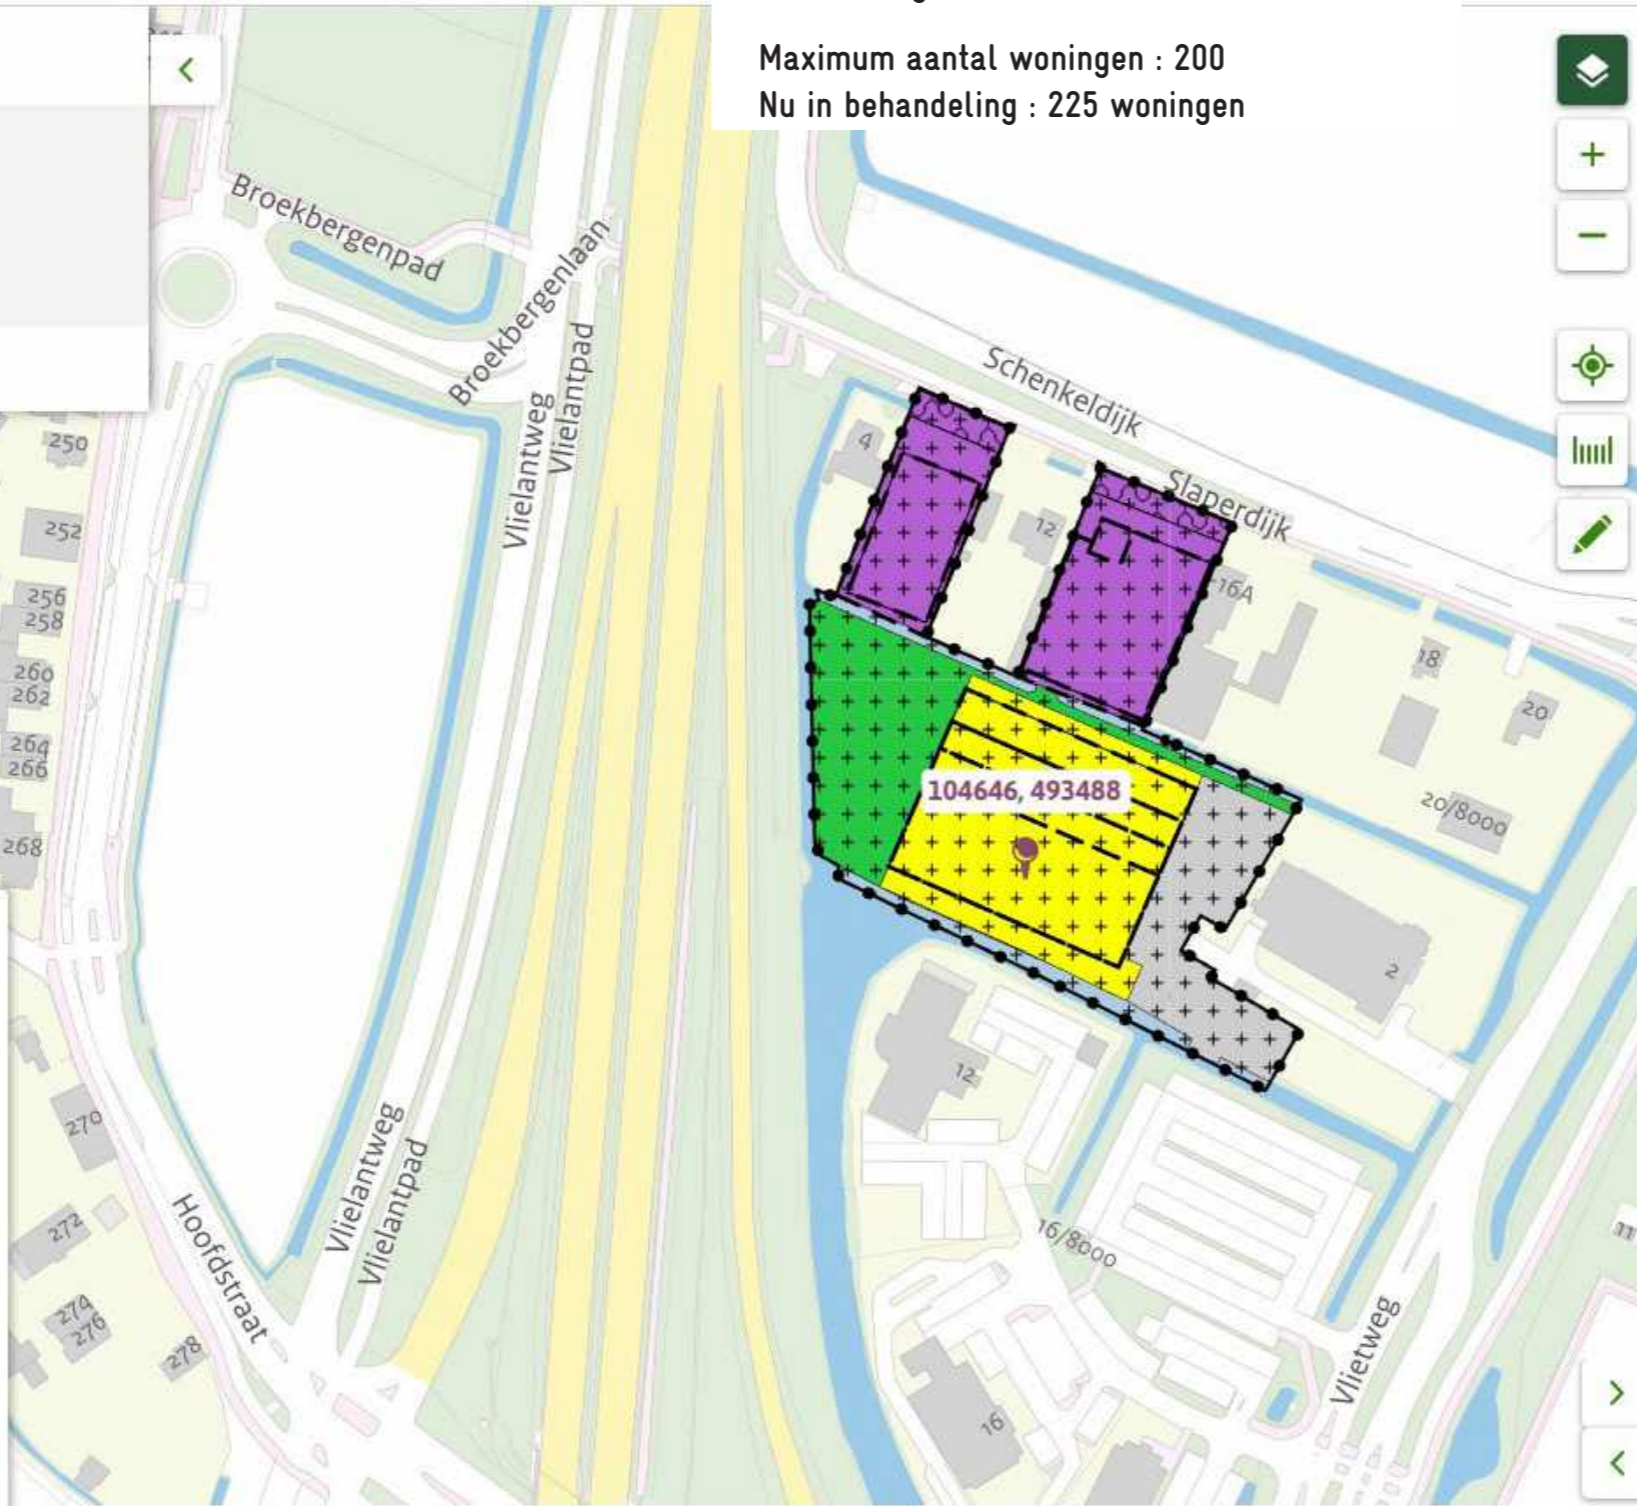 Maximum aantal woningen : 200
Nu in behandeling : 225 woningen
Broekbergenpad
Broekbergenlaan
Vlielantpad
Vlielantweg
Schenkeldijk
Slaperdijk
250
252
256
258
260
262
264
266
268
4
12
16A
18
20
20/8000
104646, 493488
2
12
270
272
274
276
278
Hoofdstraat
Vlielantweg
Vlielantpad
16/8000
16
Vlietweg
11